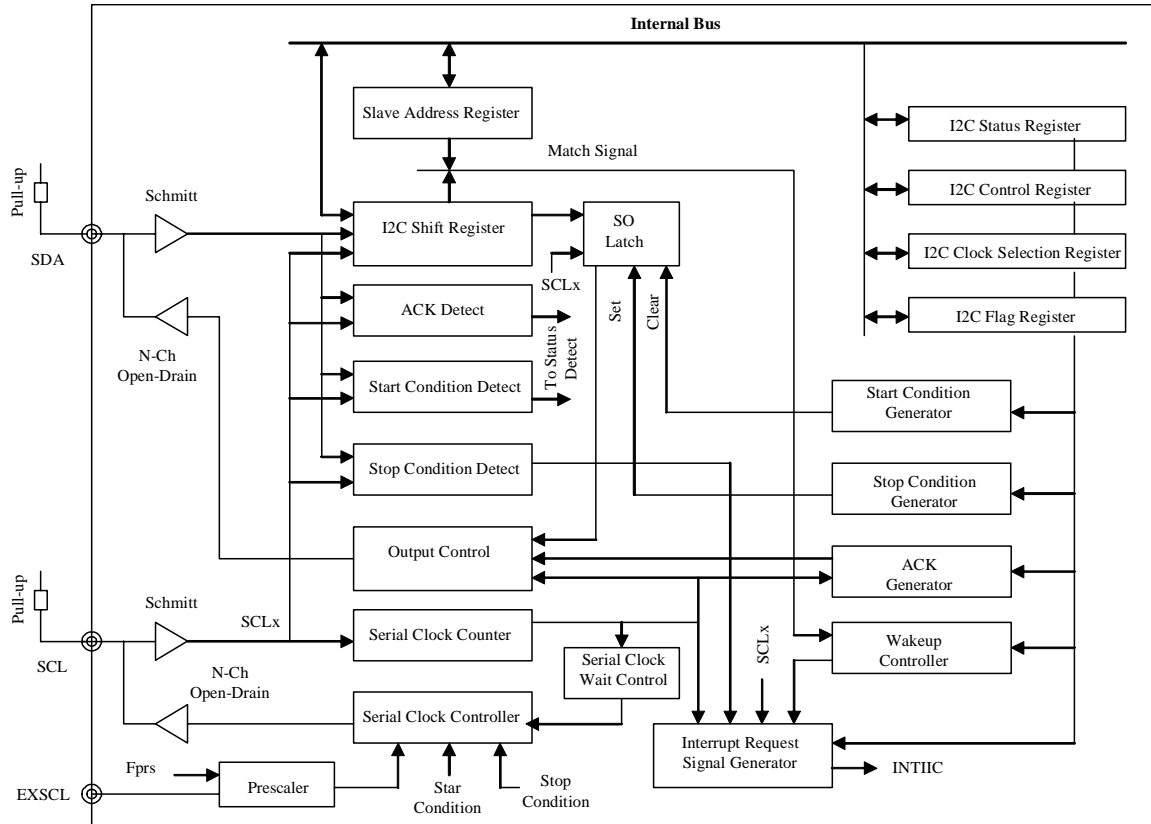 Internal Bus
Slave Address Register
Match Signal
I2C Status Register
I2C Control Register
I2C Clock Selection Register
I2C Flag Register
Pull-up
Schmitt
SDA
I2C Shift Register
SO
Latch
SCLx
Set
Clear
ACK Detect
To Status
Detect
N-Ch
Open-Drain
Start Condition Detect
Start Condition
Generator
Stop Condition Detect
Stop Condition
Generator
Output Control
ACK
Generator
Pull-up
Schmitt
SCLx
SCL
Serial Clock Counter
Serial Clock
Wait Control
SCLx
Wakeup
Controller
N-Ch
Open-Drain
Serial Clock Controller
Interrupt Request
Signal Generator
INTIIC
Fprs
EXSCL
Prescaler
Star
Condition
Stop
Condition